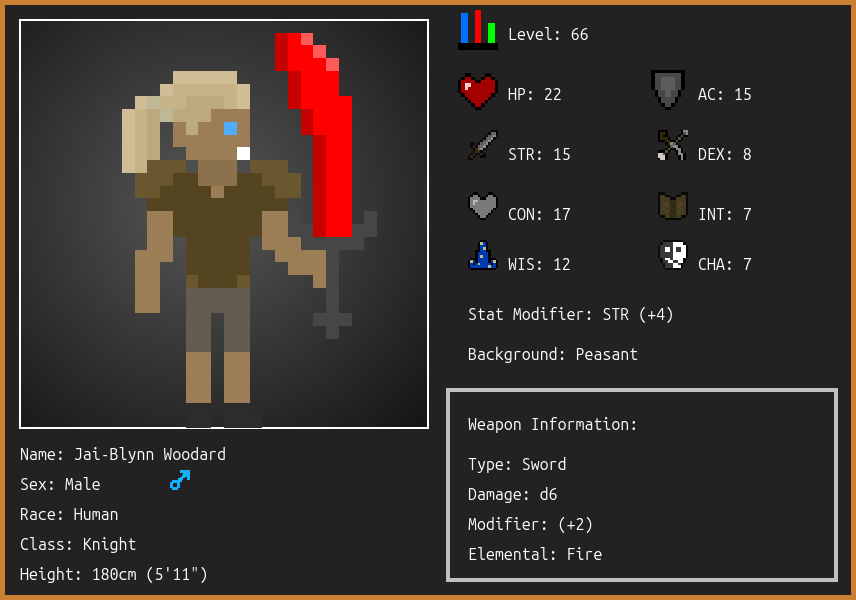 Level: 66
HP: 22
AC: 15
STR: 15
DEX: 8
CON: 17
INT: 7
WIS: 12
CHA: 7
Stat Modifier: STR (+4)
Background: Peasant
Weapon Information:
Type: Sword
Damage: d6
Modifier: (+2)
Elemental: Fire
Name: Jai-Blynn Woodard
Sex: Male
Race: Human
Class: Knight
Height: 180cm (5'11")